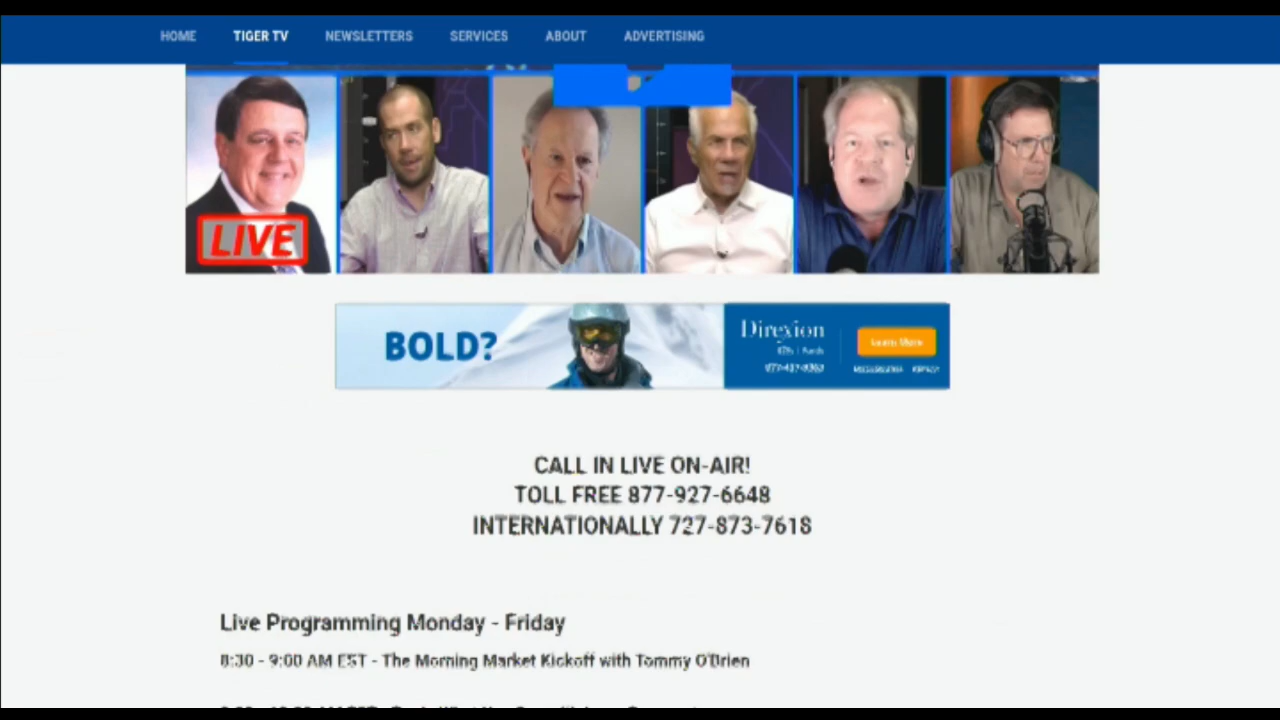 HOME TIGER TV NEWSLETTERS SERVICES ABOUT ADVERTISING
LIVE
BOLD?
Direxion
Learn More
CALL IN LIVE ON-AIR!
TOLL FREE 877-927-6648
INTERNATIONALLY 727-873-7618
Live Programming Monday - Friday
8:30 - 9:00 AM EST - The Morning Market Kickoff with Tommy O'Brien